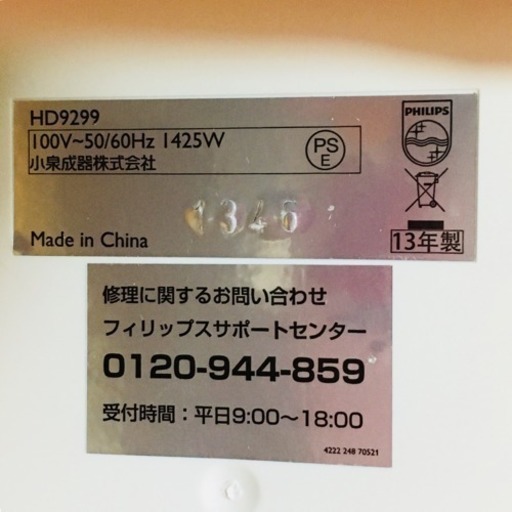 HD9299
100V~50/60Hz 1425W
小泉成器株式会社
PS
E
PHILIPS
1346
Made in China
13年製
修理に関するお問い合わせ
フィリップスサポートセンター
0120-944-859
受付時間：平日9:00～18:00
4222 248 70521